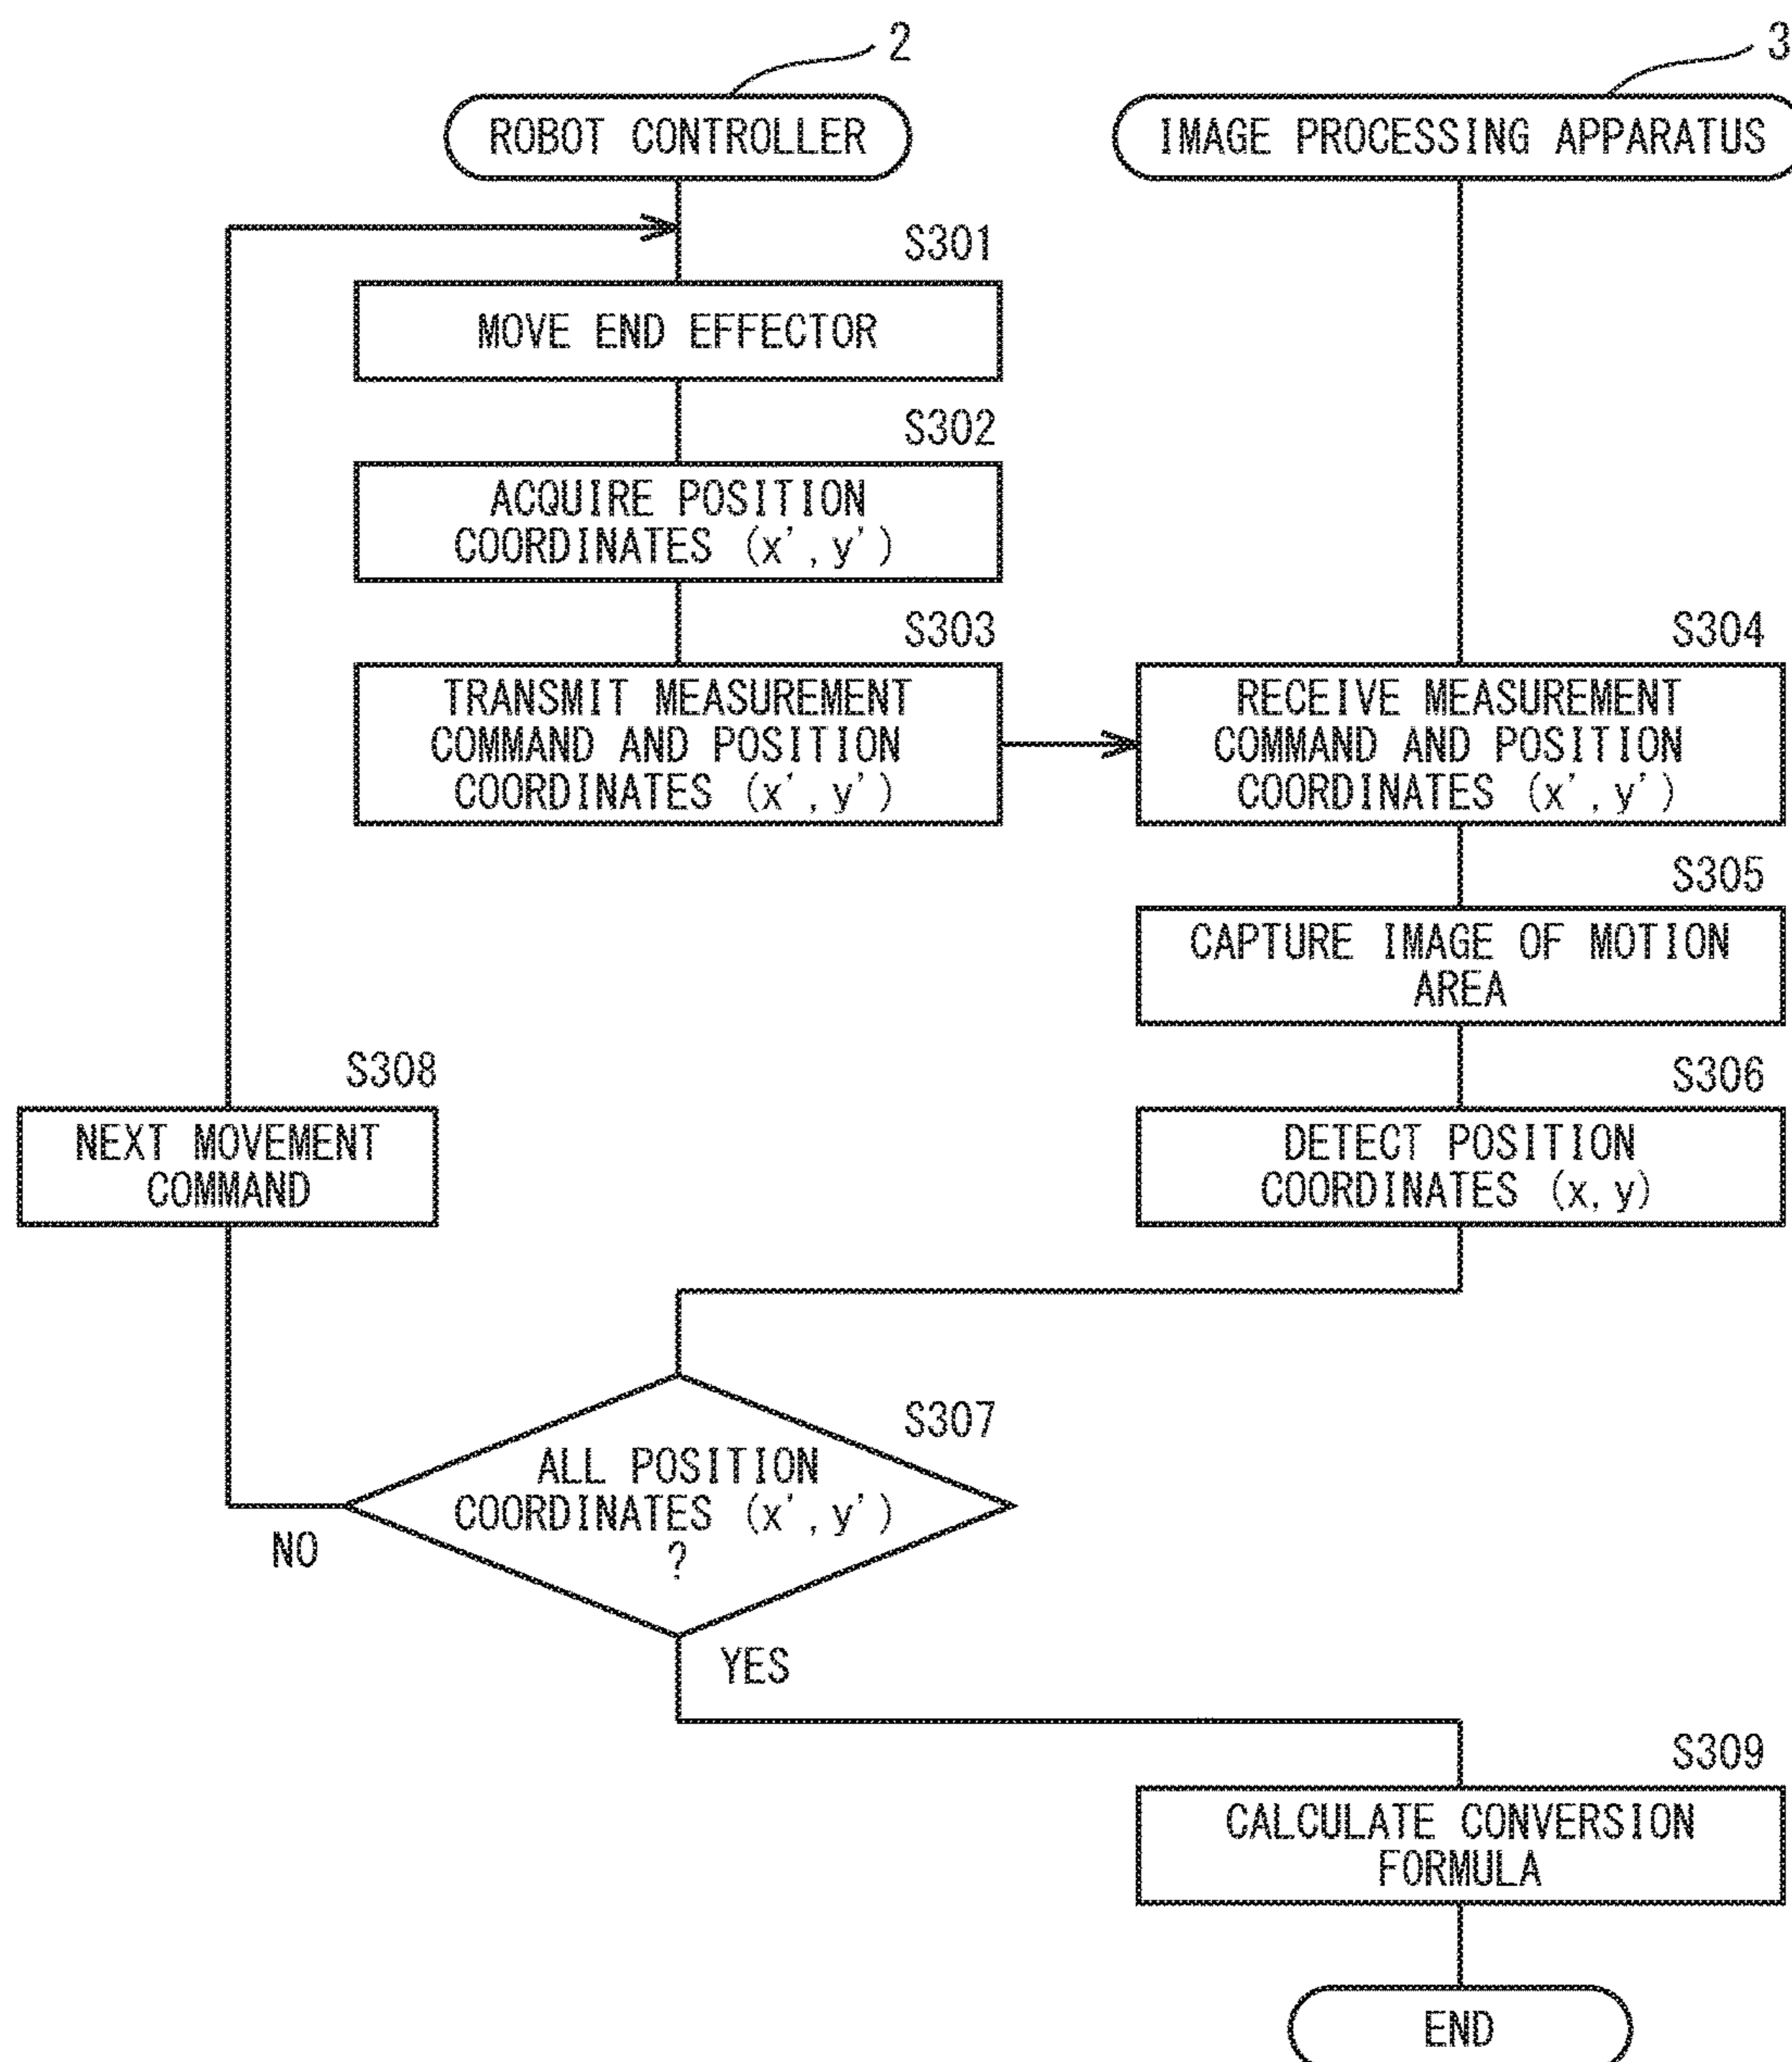 2
3
ROBOT CONTROLLER
IMAGE PROCESSING APPARATUS
S301
MOVE END EFFECTOR
S302
ACQUIRE POSITION
COORDINATES (x', y')
S303
TRANSMIT MEASUREMENT
COMMAND AND POSITION
COORDINATES (x', y')
S304
RECEIVE MEASUREMENT
COMMAND AND POSITION
COORDINATES (x', y')
S305
CAPTURE IMAGE OF MOTION
AREA
S306
DETECT POSITION
COORDINATES (x, y)
S308
NEXT MOVEMENT
COMMAND
S307
ALL POSITION
COORDINATES (x', y')
?
NO
YES
S309
CALCULATE CONVERSION
FORMULA
END